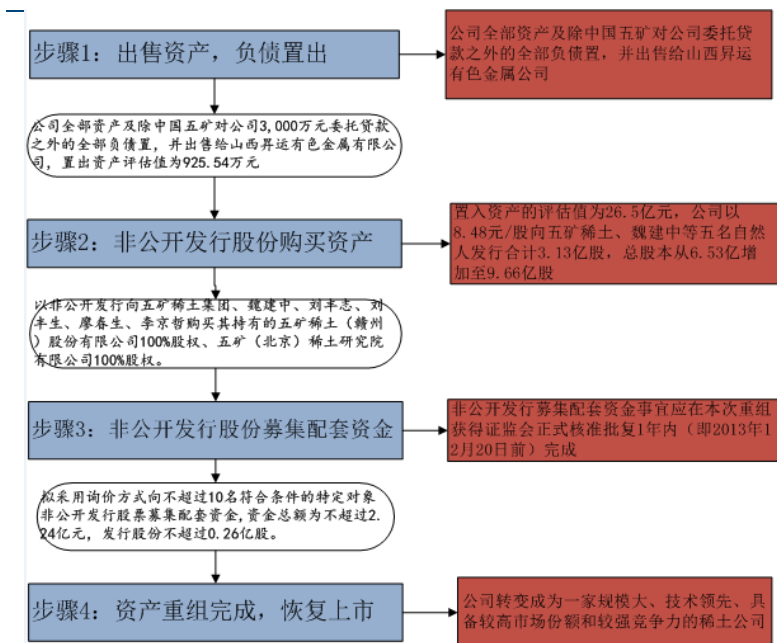 步骤1：出售资产，负债置出
公司全部资产及除中国五矿对公司委托贷
款之外的全部负债置，并出售给山西昇运
有色金属公司
公司全部资产及除中国五矿对公司3,000万元委托贷款
之外的全部负债置，并出售给山西昇运有色金属有限公
司，置出资产评估值为925.54万元
步骤2：非公开发行股份购买资产
置入资产的评估值为26.5亿元，公司以
8.48元/股向五矿稀土、魏建中等五名自然
人发行合计3.13亿股，总股本从6.53亿增
加至9.66亿股
以非公开发行向五矿稀土集团、魏建中、刘丰志、刘
丰生、廖春生、李京哲购买其持有的五矿稀土（赣州
）股份有限公司100%股权、五矿（北京）稀土研究院
有限公司100%股权。
步骤3：非公开发行股份募集配套资金
非公开发行募集配套资金事宜应在本次重组
获得证监会正式核准批复1年内（即2013年1
2月20日前）完成
拟采用询价方式向不超过10名符合条件的特定对象
非公开发行股票募集配套资金,资金总额为不超过2.
24亿元，发行股份不超过0.26亿股。
步骤4：资产重组完成，恢复上市
公司转变成为一家规模大、技术领先、具
备较高市场份额和较强竞争力的稀土公司